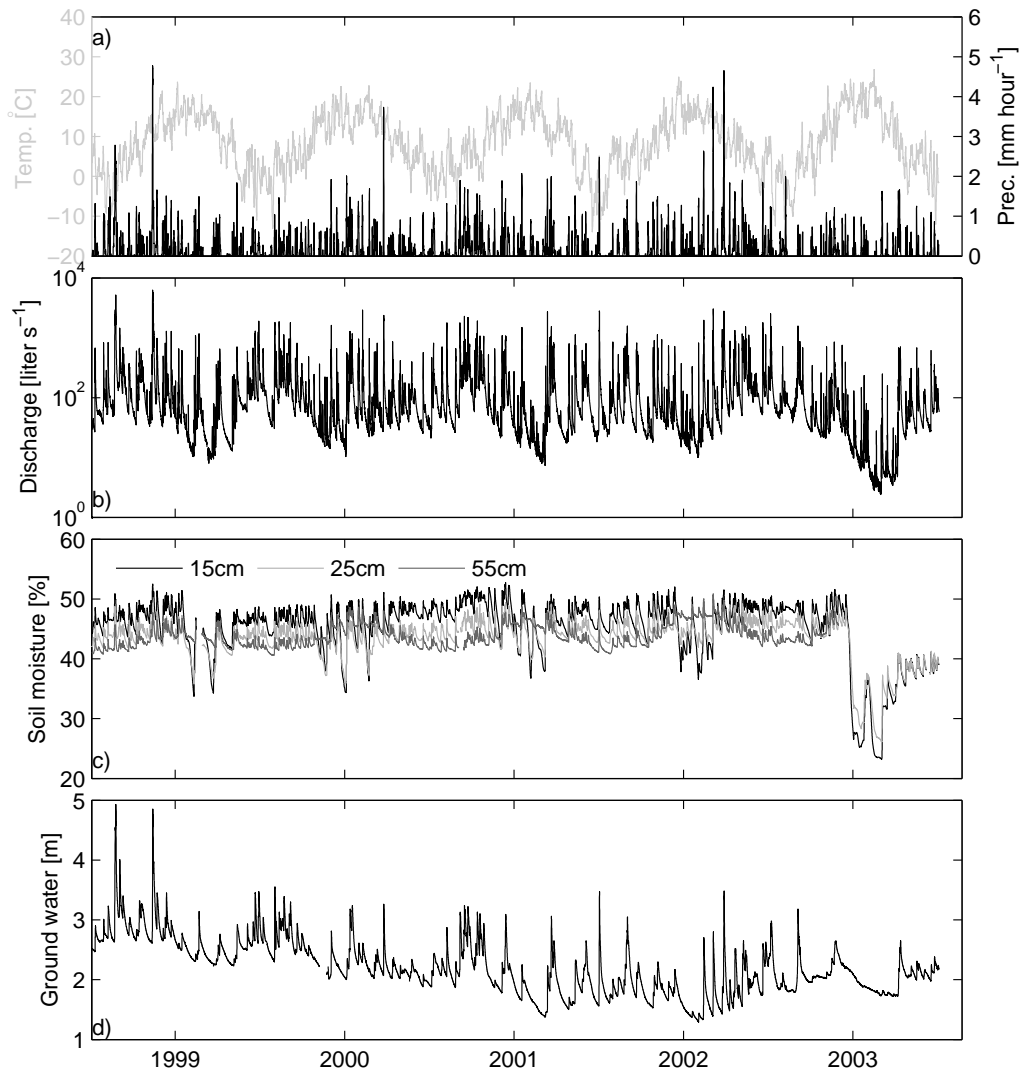 a)
40
30
20
10
0
−10
−20
Temp. [°C]
6
5
4
3
2
1
0
Prec. [mm hour⁻¹]
b)
10⁴
10²
10⁰
Discharge [liter s⁻¹]
15cm 25cm 55cm
60
50
40
30
20
Soil moisture [%]
c)
5
4
3
2
1
Ground water [m]
d)
1999 2000 2001 2002 2003